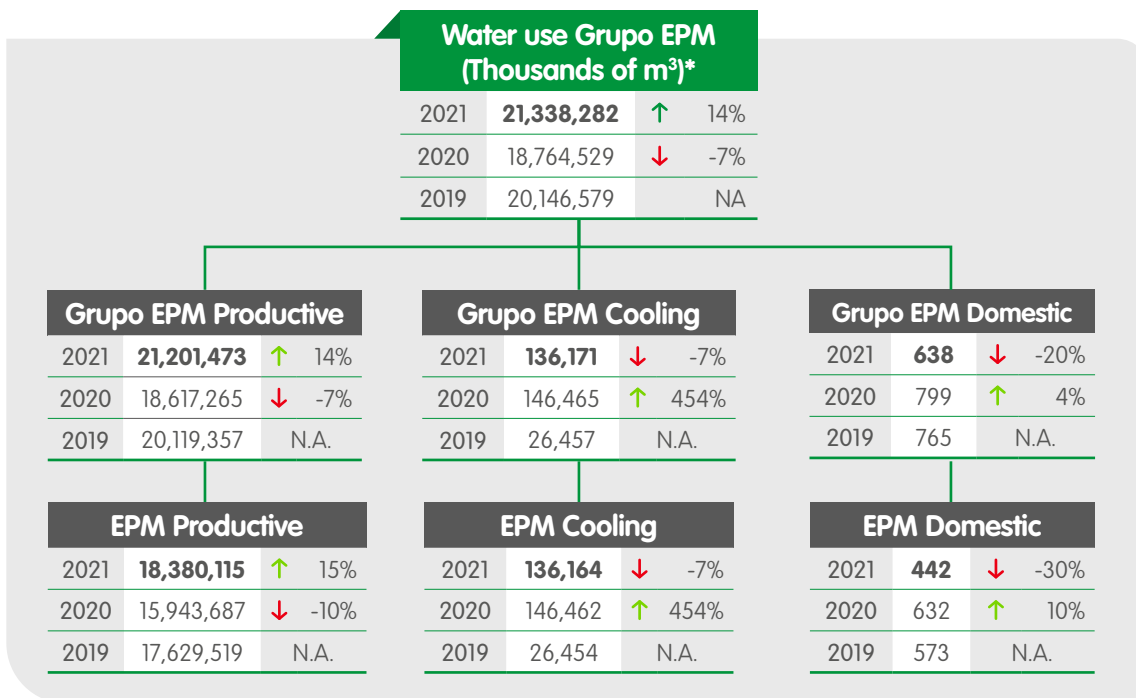 Water use Grupo EPM
(Thousands of m³)*
2021 21,338,282 ↑ 14%
2020 18,764,529 ↓ -7%
2019 20,146,579 NA
Grupo EPM Productive
2021 21,201,473 ↑ 14%
2020 18,617,265 ↓ -7%
2019 20,119,357 N.A.
Grupo EPM Cooling
2021 136,171 ↓ -7%
2020 146,465 ↑ 454%
2019 26,457 N.A.
Grupo EPM Domestic
2021 638 ↓ -20%
2020 799 ↑ 4%
2019 765 N.A.
EPM Productive
2021 18,380,115 ↑ 15%
2020 15,943,687 ↓ -10%
2019 17,629,519 N.A.
EPM Cooling
2021 136,164 ↓ -7%
2020 146,462 ↑ 454%
2019 26,454 N.A.
EPM Domestic
2021 442 ↓ -30%
2020 632 ↑ 10%
2019 573 N.A.